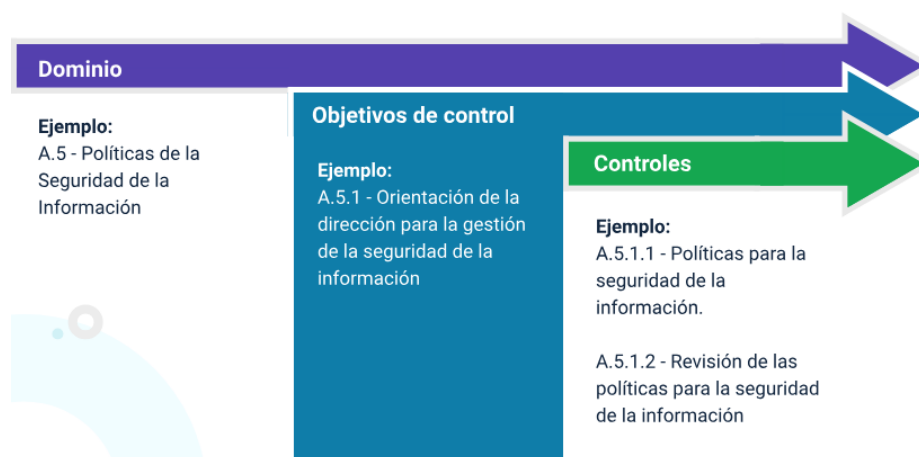 Dominio
Ejemplo:
A.5 - Políticas de la
Seguridad de la
Información
Objetivos de control
Ejemplo:
A.5.1 - Orientación de la
dirección para la gestión
de la seguridad de la
información
Controles
Ejemplo:
A.5.1.1 - Políticas para la
seguridad de la
información.
A.5.1.2 - Revisión de las
políticas para la seguridad
de la información